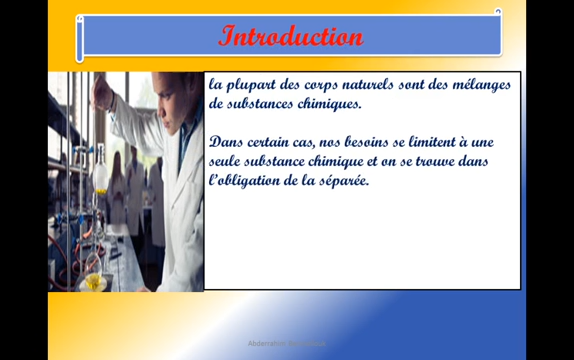 Introduction
la plupart des corps naturels sont des mélanges
de substances chimiques.
Dans certain cas, nos besoins se limitent à une
seule substance chimique et on se trouve dans
l'obligation de la séparée.